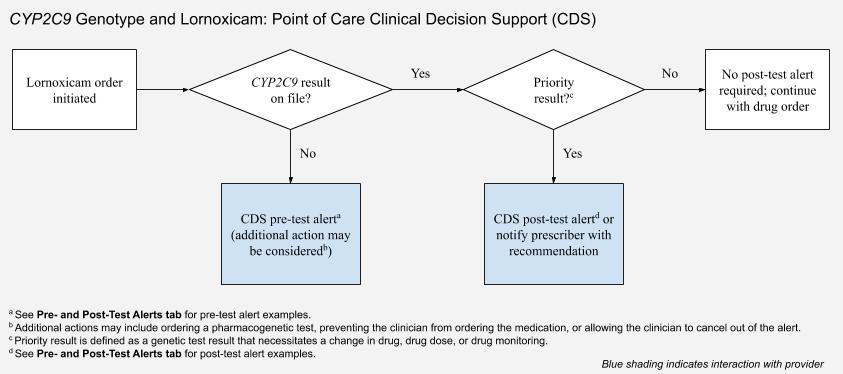 CYP2C9 Genotype and Lornoxicam: Point of Care Clinical Decision Support (CDS)
Lornoxicam order
initiated
CYP2C9 result
on file?
Yes
Priority
result?c
No
No post-test alert
required; continue
with drug order
No
Yes
CDS pre-test alerta
(additional action may
be consideredb)
CDS post-test alertd or
notify prescriber with
recommendation
a See Pre- and Post-Test Alerts tab for pre-test alert examples.
b Additional actions may include ordering a pharmacogenetic test, preventing the clinician from ordering the medication, or allowing the clinician to cancel out of the alert.
c Priority result is defined as a genetic test result that necessitates a change in drug, drug dose, or drug monitoring.
d See Pre- and Post-Test Alerts tab for post-test alert examples.
Blue shading indicates interaction with provider